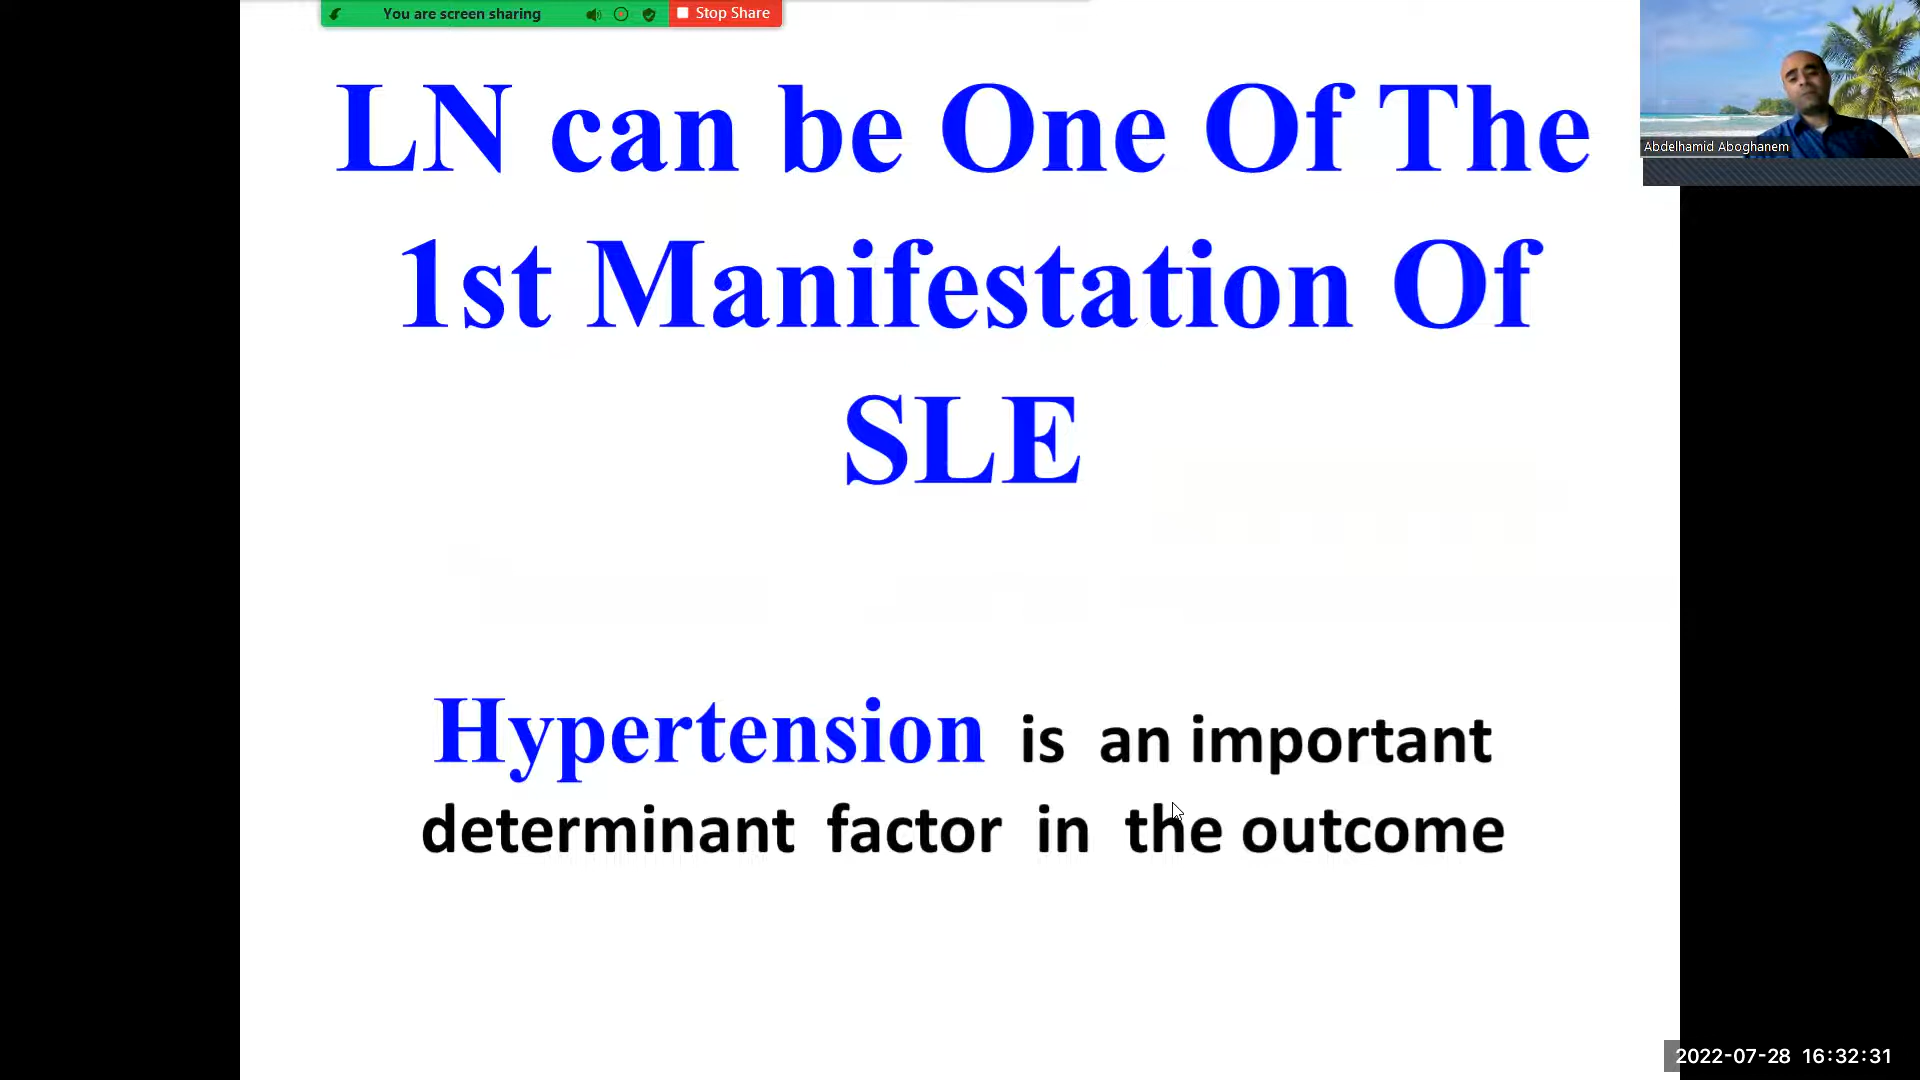 You are screen sharing Stop Share
Abdelhamid Aboghanem
LN can be One Of The
1st Manifestation Of
SLE
Hypertension is an important
determinant factor in the outcome
2022-07-28 16:32:31